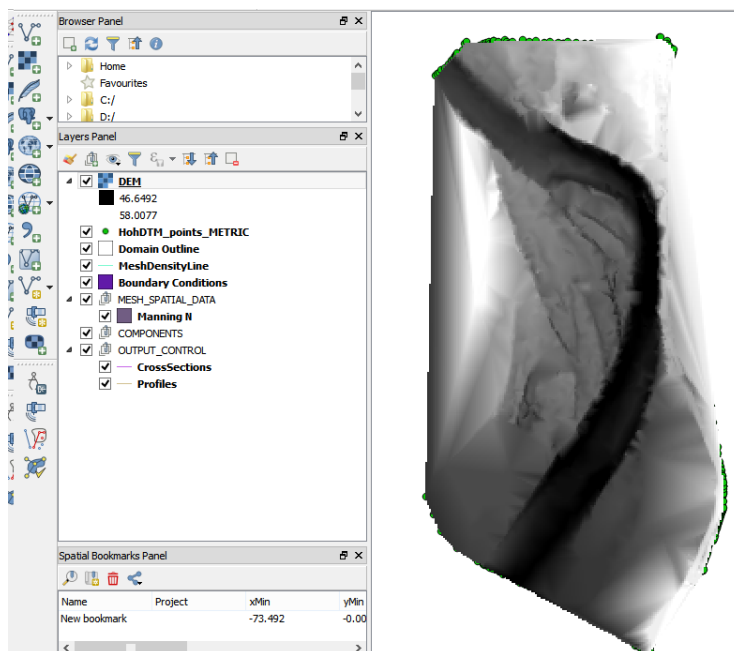 Browser Panel
Home
Favourites
C:/
D:/
Layers Panel
DEM
46.6492
58.0077
HohDTM_points_METRIC
Domain Outline
MeshDensityLine
Boundary Conditions
MESH_SPATIAL_DATA
Manning N
COMPONENTS
OUTPUT_CONTROL
CrossSections
Profiles
Spatial Bookmarks Panel
Name Project xMin yMin
New bookmark -73.492 -0.00